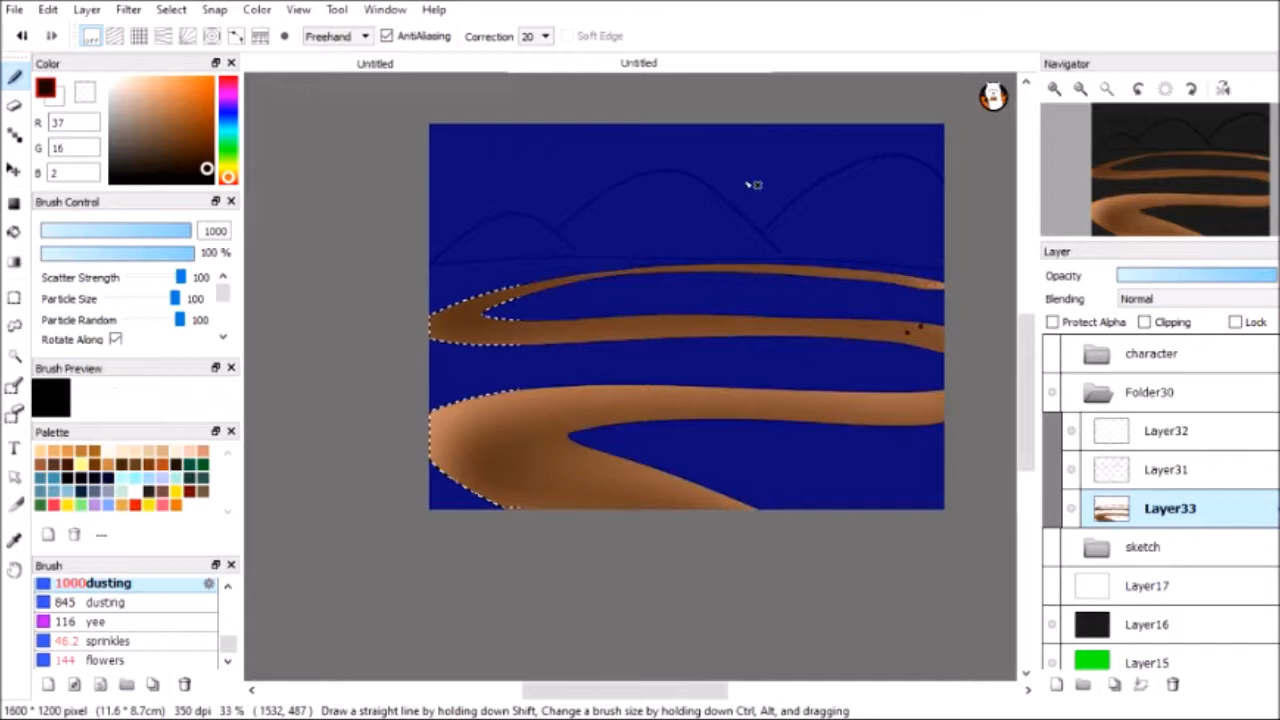 File Edit Layer Filter Select Snap Color View Tool Window Help
off Freehand AntiAliasing Correction 20 Soft Edge
Color Untitled Untitled Navigator
R 37
G 16
B 2
Brush Control
1000
100 %
Scatter Strength 100
Particle Size 100
Particle Random 100
Rotate Along
Brush Preview
Palette
Brush
1000 dusting
845 dusting
116 yee
46.2 sprinkles
144 flowers
Layer
Opacity
Blending Normal
Protect Alpha Clipping Lock
character
Folder30
Layer32
Layer31
Layer33
sketch
Layer17
Layer16
Layer15
1600 * 1200 pixel (11.6 * 8.7cm) 350 dpi 33 % ( 1532, 487 ) Draw a straight line by holding down Shift, Change a brush size by holding down Ctrl, Alt, and dragging